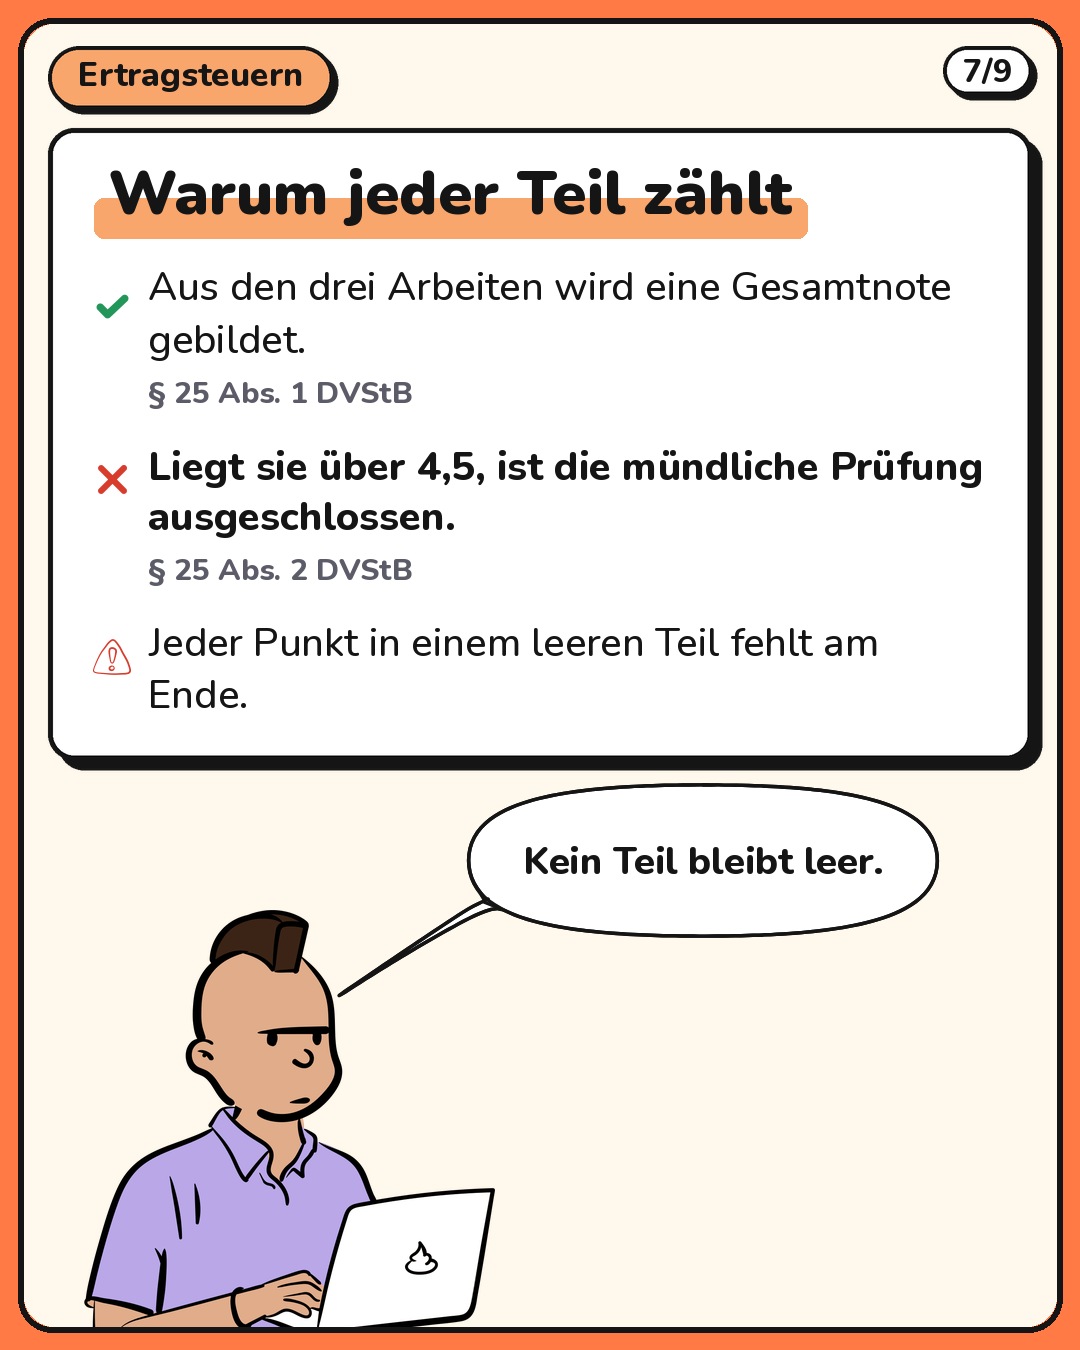 Ertragsteuern
7/9
Warum jeder Teil zählt
Aus den drei Arbeiten wird eine Gesamtnote
gebildet.
§ 25 Abs. 1 DVStB
Liegt sie über 4,5, ist die mündliche Prüfung
ausgeschlossen.
§ 25 Abs. 2 DVStB
Jeder Punkt in einem leeren Teil fehlt am
Ende.
Kein Teil bleibt leer.